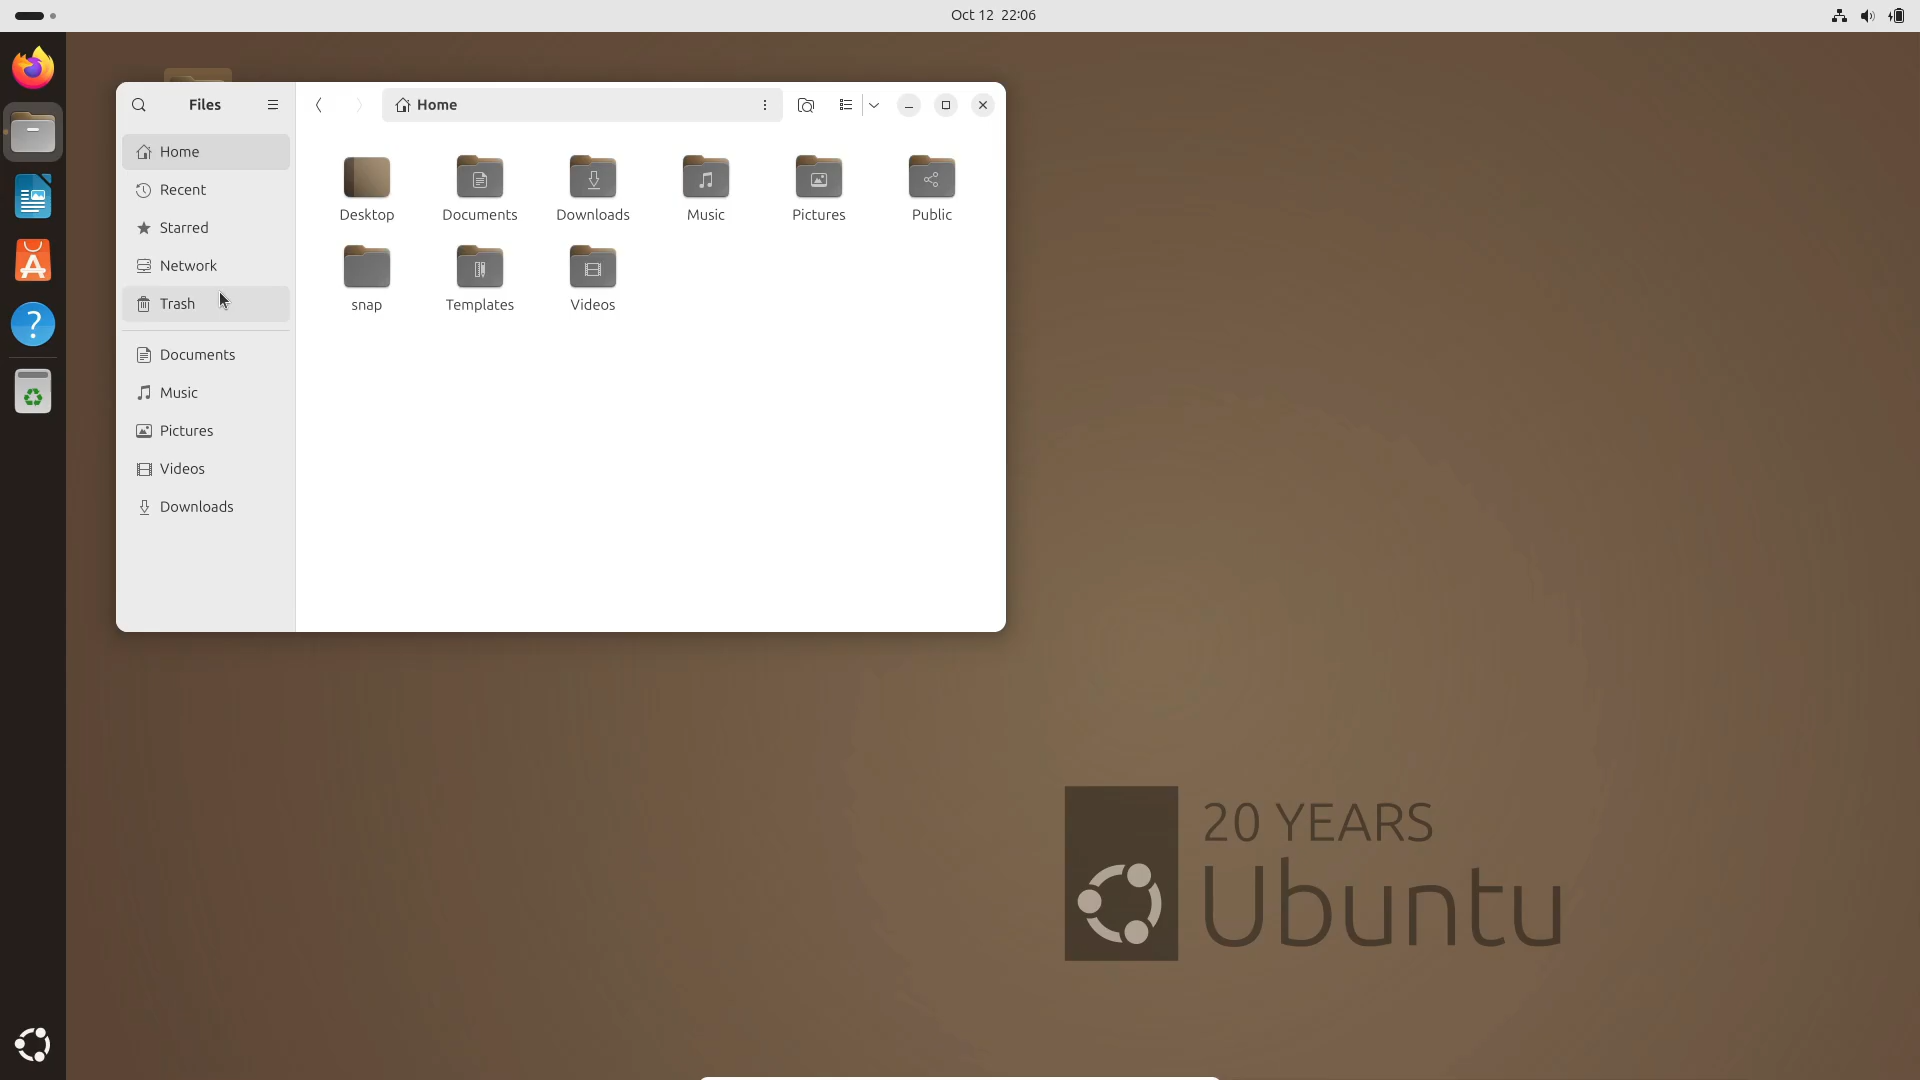 Oct 12 22:06
Files
Home
Home
Recent
Starred
Network
Trash
Documents
Music
Pictures
Videos
Downloads
Desktop
Documents
Downloads
Music
Pictures
Public
snap
Templates
Videos
20 YEARS
Ubuntu